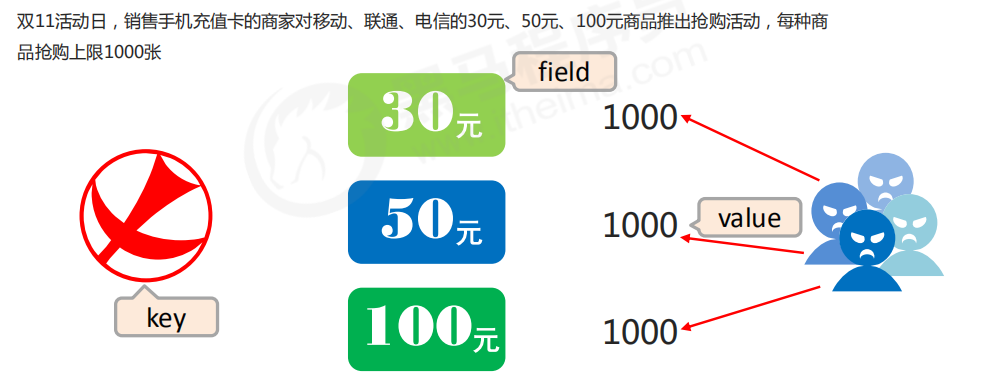 双11活动日，销售手机充值卡的商家对移动、联通、电信的30元、50元、100元商品推出抢购活动，每种商
品抢购上限1000张
field
30元
1000
50元
1000
value
key
100元
1000